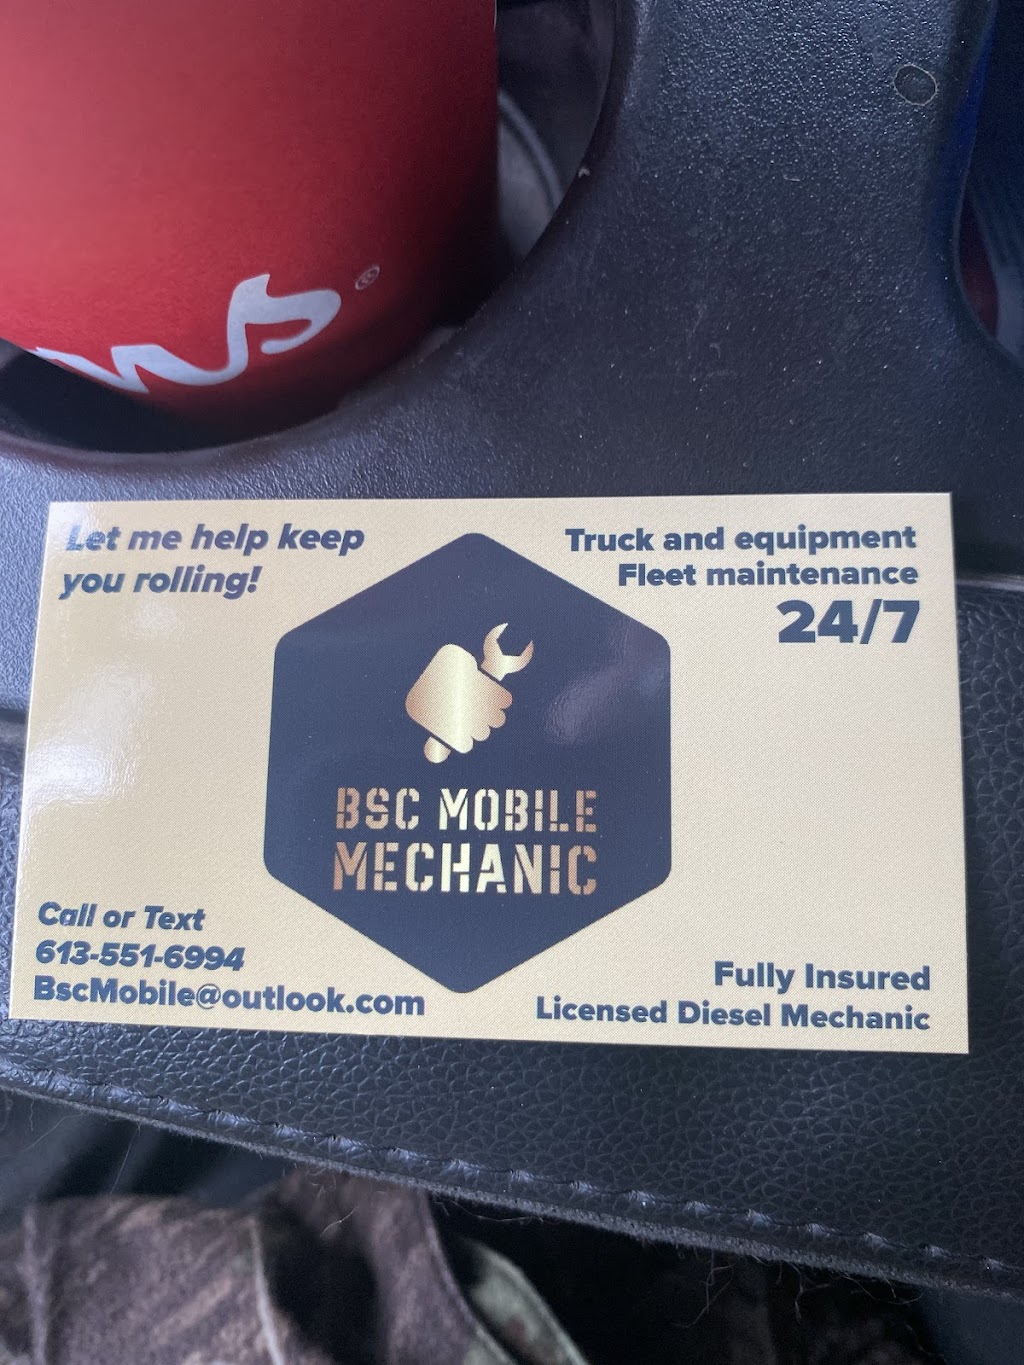 ws®
Let me help keep
you rolling!
Truck and equipment
Fleet maintenance
24/7
BSC MOBILE
MECHANIC
Call or Text
613-551-6994
BscMobile@outlook.com
Fully Insured
Licensed Diesel Mechanic